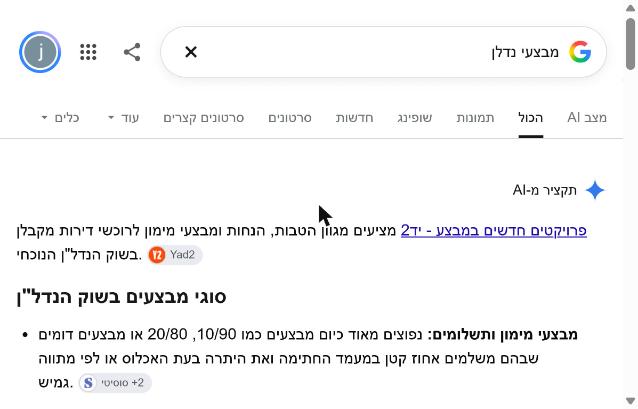 מבצעי נדלן
j
מצב AI הכול תמונות שופינג חדשות סרטונים סרטונים קצרים עוד כלים
תקציר מ-AI
פרויקטים חדשים במבצע - יד2 מציעים מגוון הטבות, הנחות ומבצעי מימון לרוכשי דירות מקבלן
בשוק הנדל"ן הנוכחי. Yad2
סוגי מבצעים בשוק הנדל"ן
• מבצעי מימון ותשלומים: נפוצים מאוד כיום מבצעים כמו 10/90, 20/80 או מבצעים דומים
שבהם משלמים אחוז קטן במעמד החתימה ואת היתרה בעת האכלוס או לפי מתווה
גמיש. סוסיטי +2